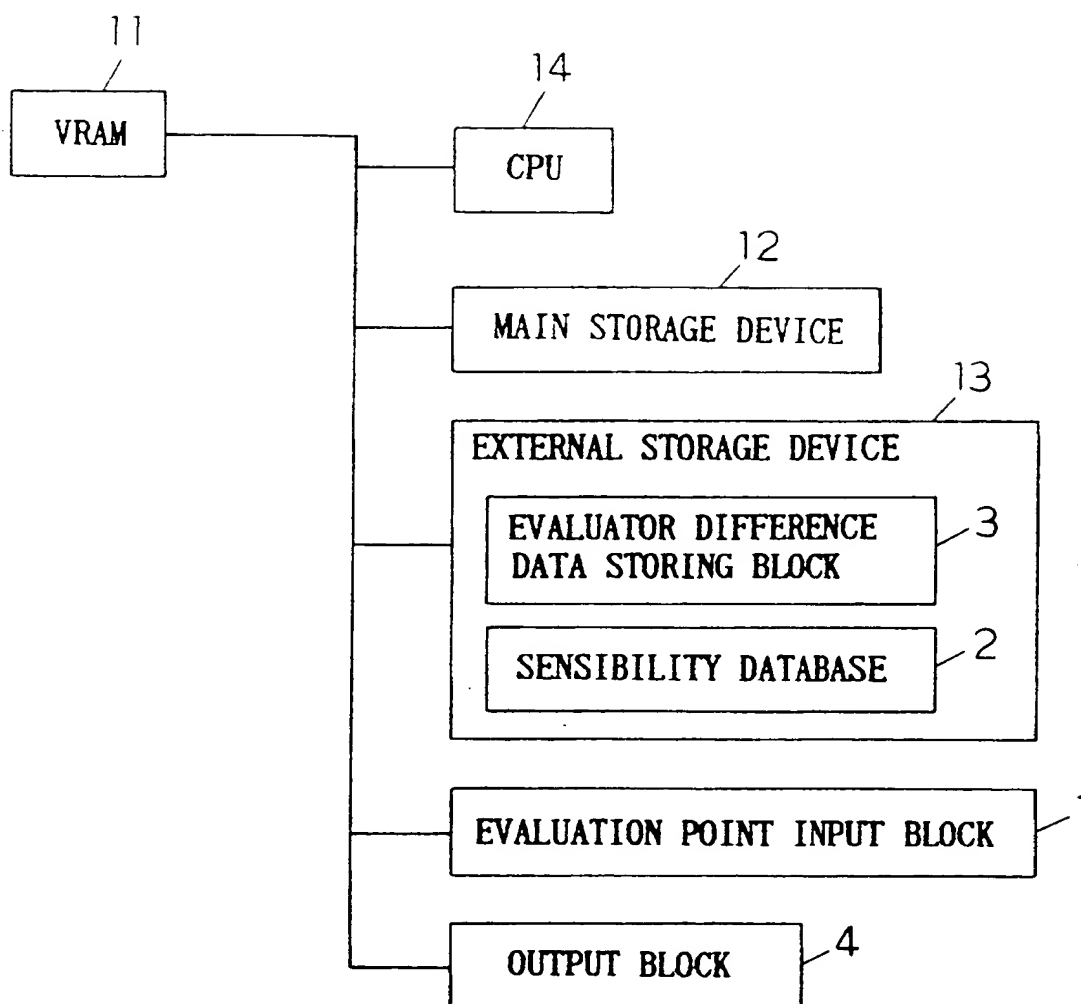 11
VRAM
14
CPU
12
MAIN STORAGE DEVICE
13
EXTERNAL STORAGE DEVICE
EVALUATOR DIFFERENCE
DATA STORING BLOCK
3
SENSIBILITY DATABASE
2
EVALUATION POINT INPUT BLOCK
OUTPUT BLOCK
4